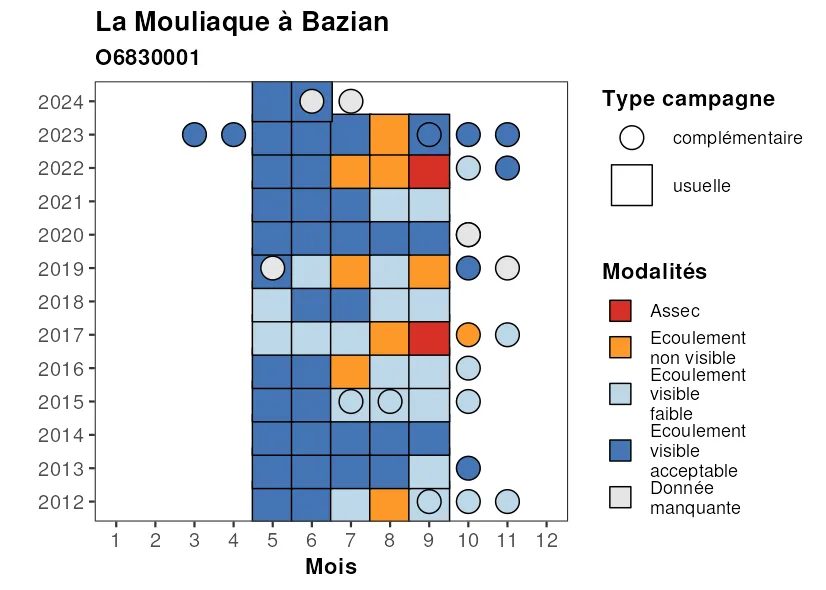 La Mouliaque à Bazian
O6830001
2024
2023
2022
2021
2020
2019
2018
2017
2016
2015
2014
2013
2012
1 2 3 4 5 6 7 8 9 10 11 12
Mois
Type campagne
complémentaire
usuelle
Modalités
Assec
Ecoulement
non visible
Ecoulement
visible
faible
Ecoulement
visible
acceptable
Donnée
manquante